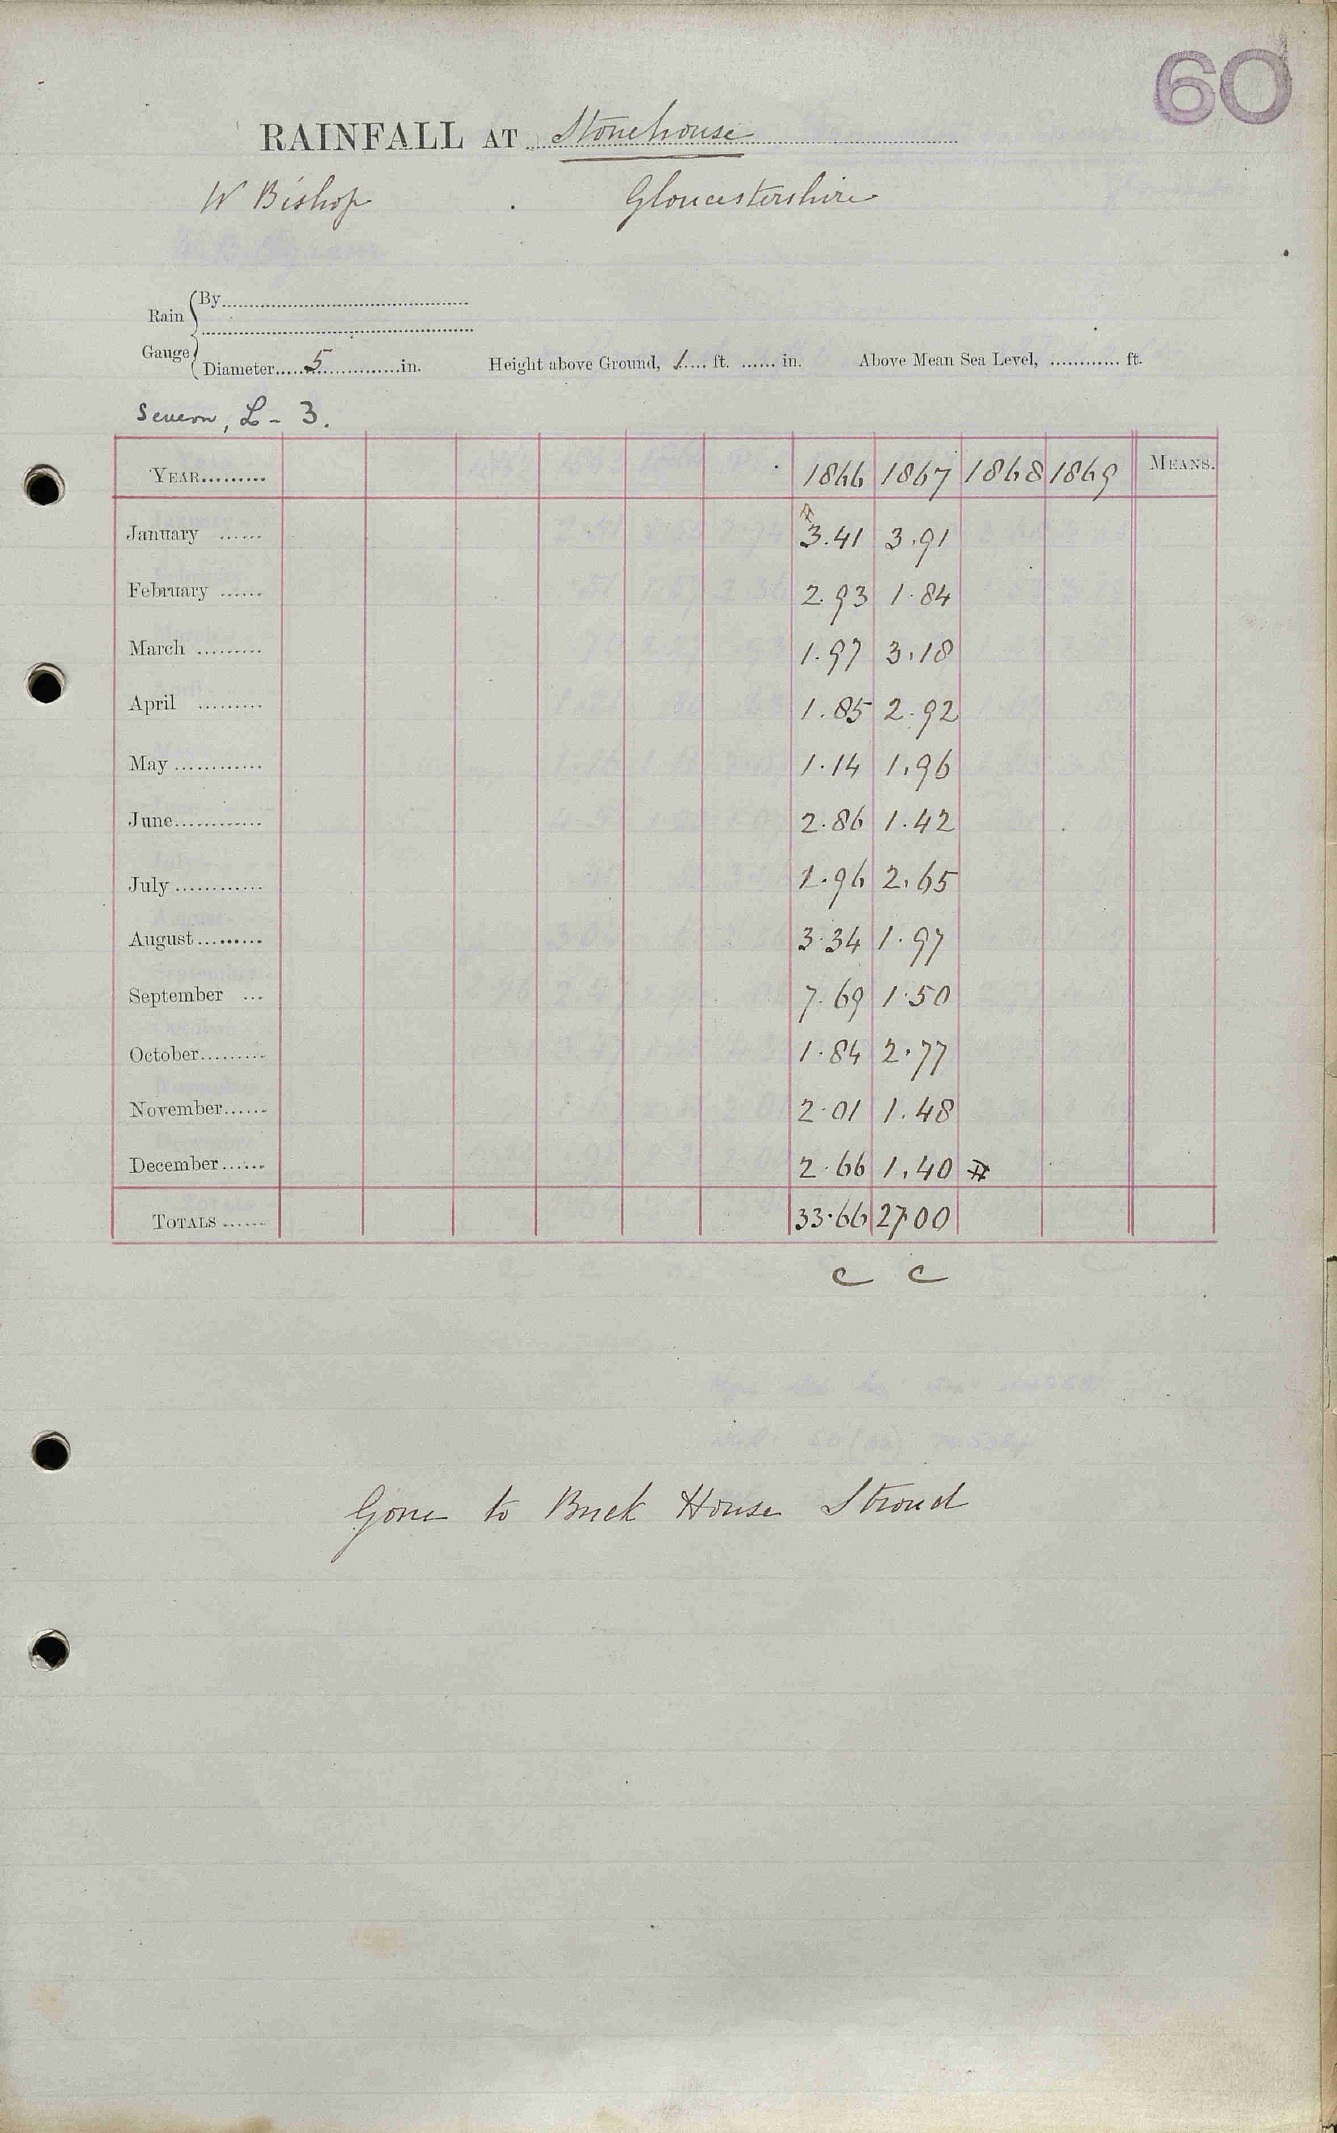 60
RAINFALL AT Stonehouse
W Bishop Gloucestershire
Rain Gauge
By
Diameter 5 in. Height above Ground, 1 ft. in. Above Mean Sea Level, ft.
Severn, L - 3.
YEAR 1866 1867 1868 1869 MEANS.
January 3.41 3.91
February 2.93 1.84
March 1.97 3.18
April 1.85 2.92
May 1.14 1.96
June 2.86 1.42
July 1.96 2.65
August 3.34 1.97
September 7.69 1.50
October 1.84 2.77
November 2.01 1.48
December 2.66 1.40
TOTALS 33.66 27.00
C C
Gone to Buck House Stroud